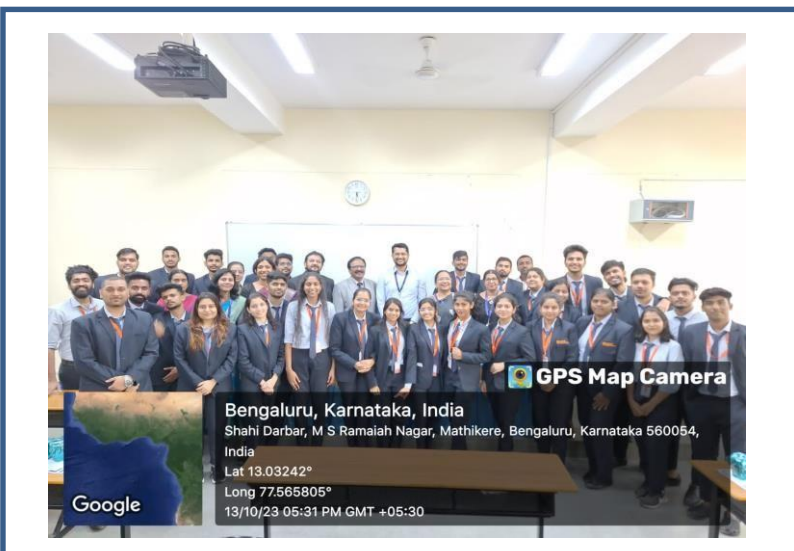 GPS Map Camera
Bengaluru, Karnataka, India
Shahi Darbar, M S Ramaiah Nagar, Mathikere, Bengaluru, Karnataka 560054,
India
Lat 13.03242°
Long 77.565805°
13/10/23 05:31 PM GMT +05:30
Google